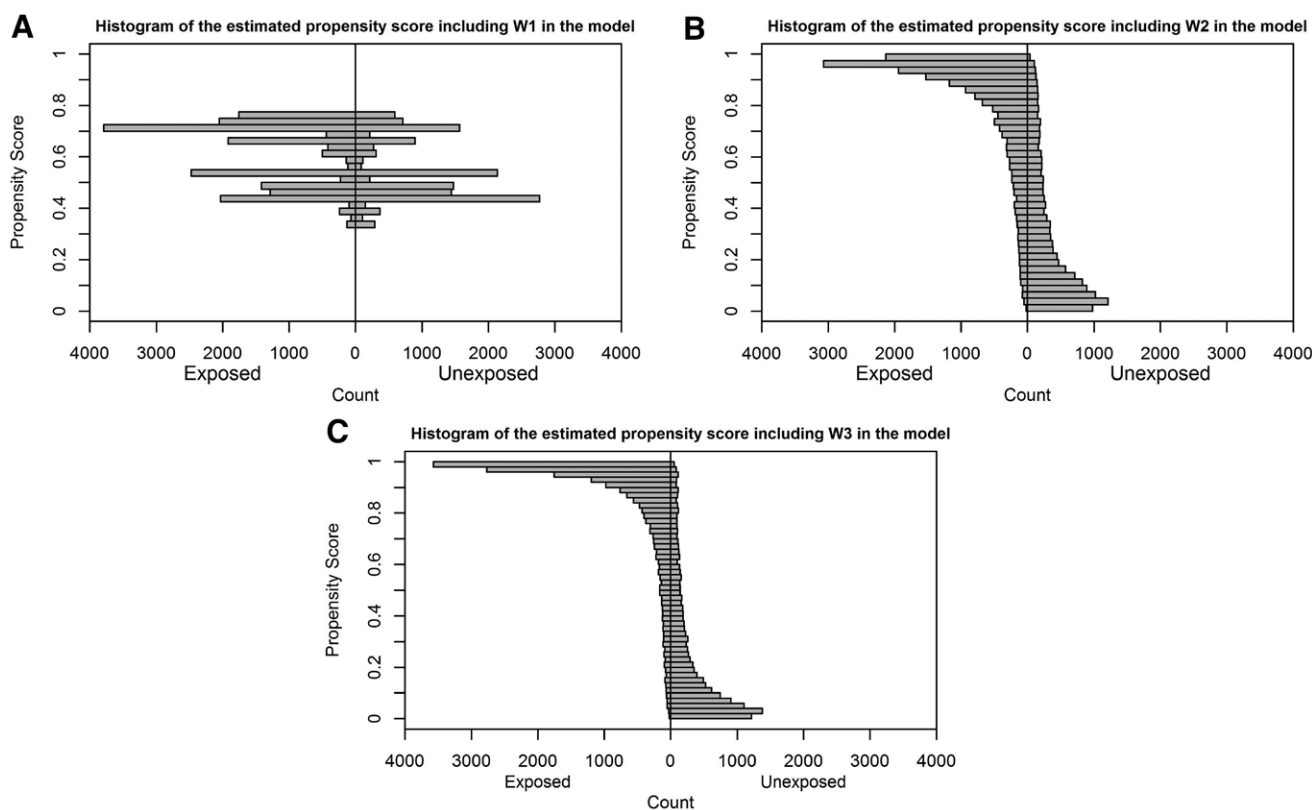 A
Histogram of the estimated propensity score including W1 in the model
Propensity Score
1
0.8
0.6
0.4
0.2
0
4000 3000 2000 1000 0 1000 2000 3000 4000
Exposed Unexposed
Count
B
Histogram of the estimated propensity score including W2 in the model
Propensity Score
1
0.8
0.6
0.4
0.2
0
4000 3000 2000 1000 0 1000 2000 3000 4000
Exposed Unexposed
Count
C
Histogram of the estimated propensity score including W3 in the model
Propensity Score
1
0.8
0.6
0.4
0.2
0
4000 3000 2000 1000 0 1000 2000 3000 4000
Exposed Unexposed
Count